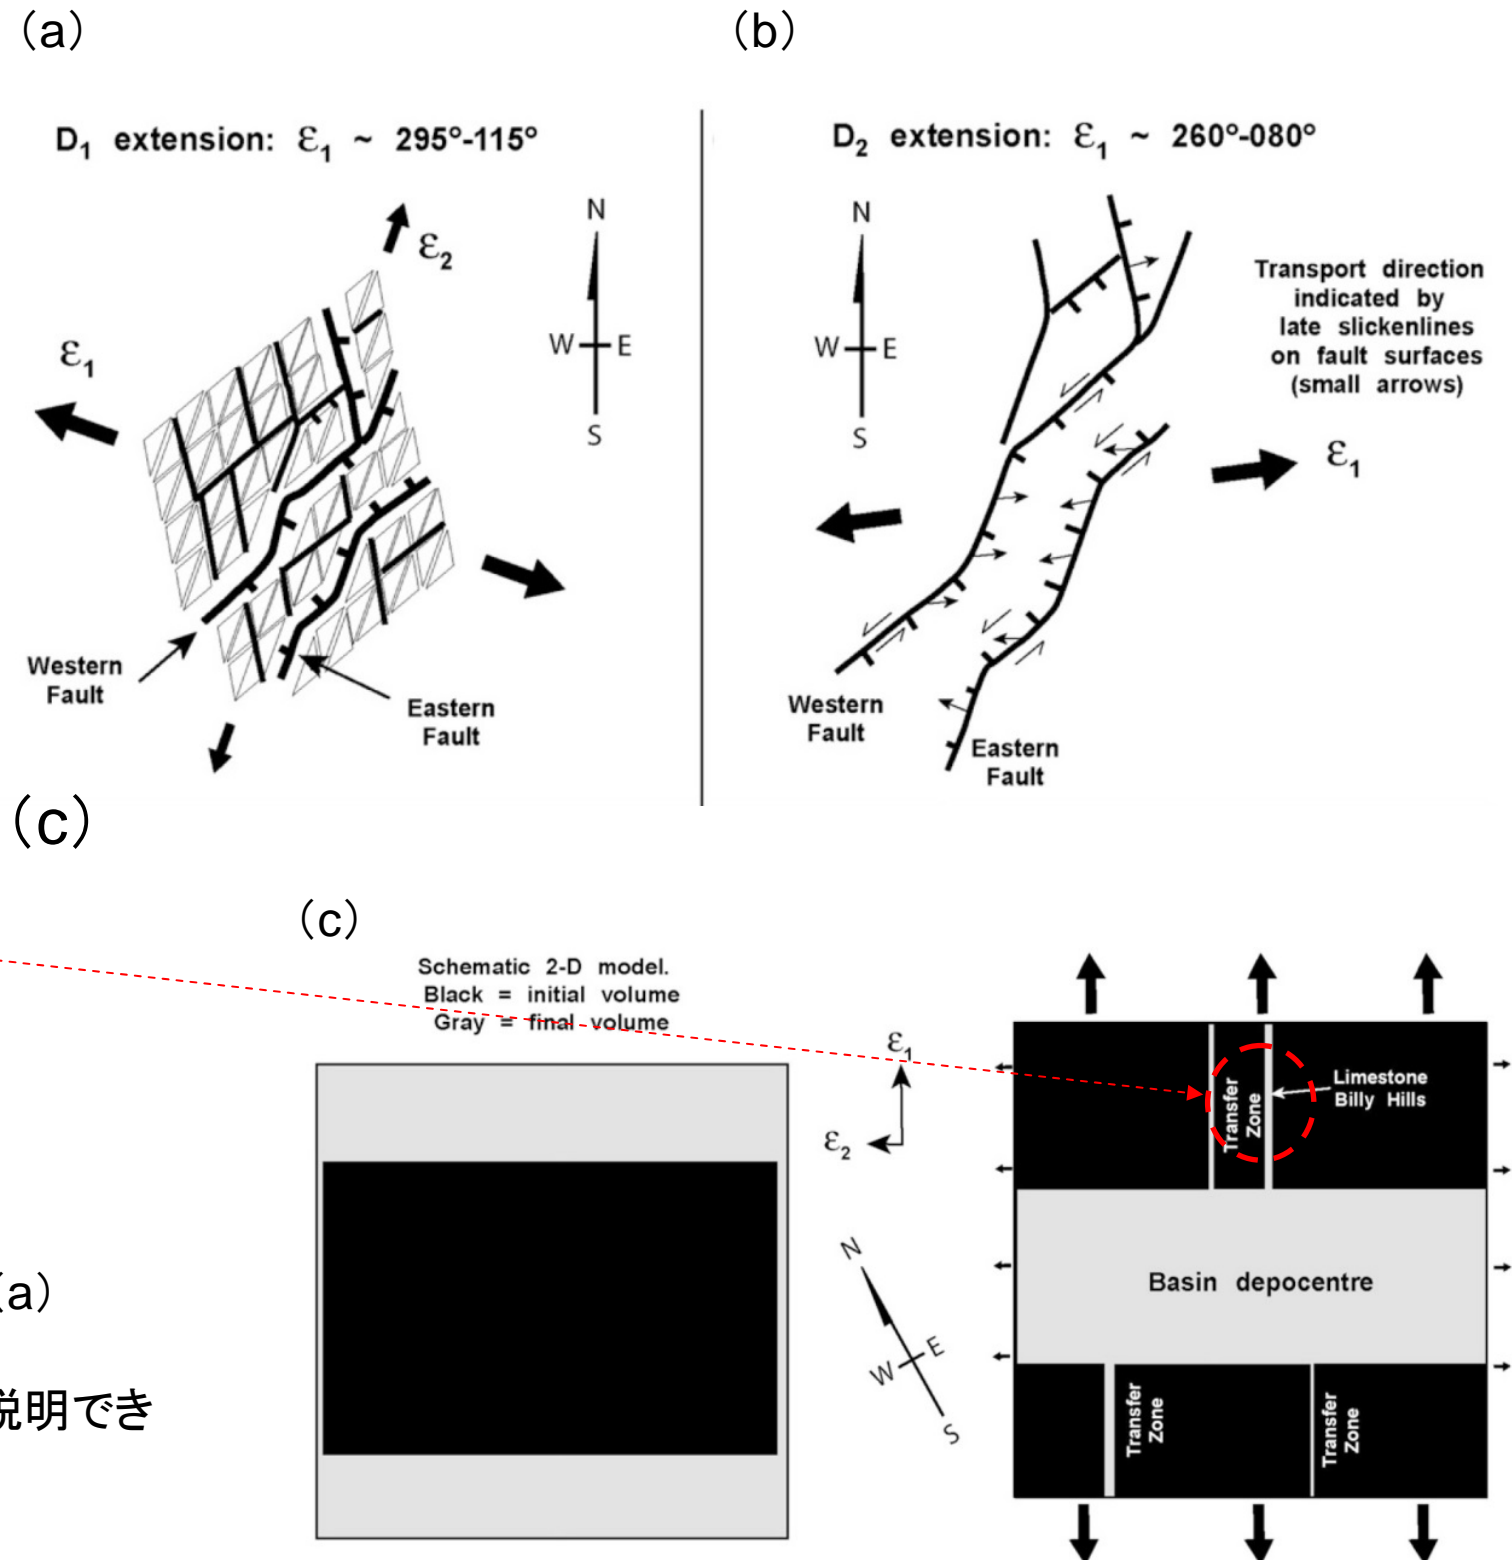 (a)
(b)
D1 extension: ε1 ~ 295°-115°
D2 extension: ε1 ~ 260°-080°
ε2
ε1
N
W E
S
Western
Fault
Eastern
Fault
N
W E
S
Transport direction
indicated by
late slickenlines
on fault surfaces
(small arrows)
ε1
Western
Fault
Eastern
Fault
(c)
(c)
Schematic 2-D model.
Black = initial volume
Gray = final volume
ε1
ε2
N
W E
S
Transfer
Zone
Limestone
Billy Hills
Basin depocentre
Transfer
Zone
Transfer
Zone
(a)
説明でき